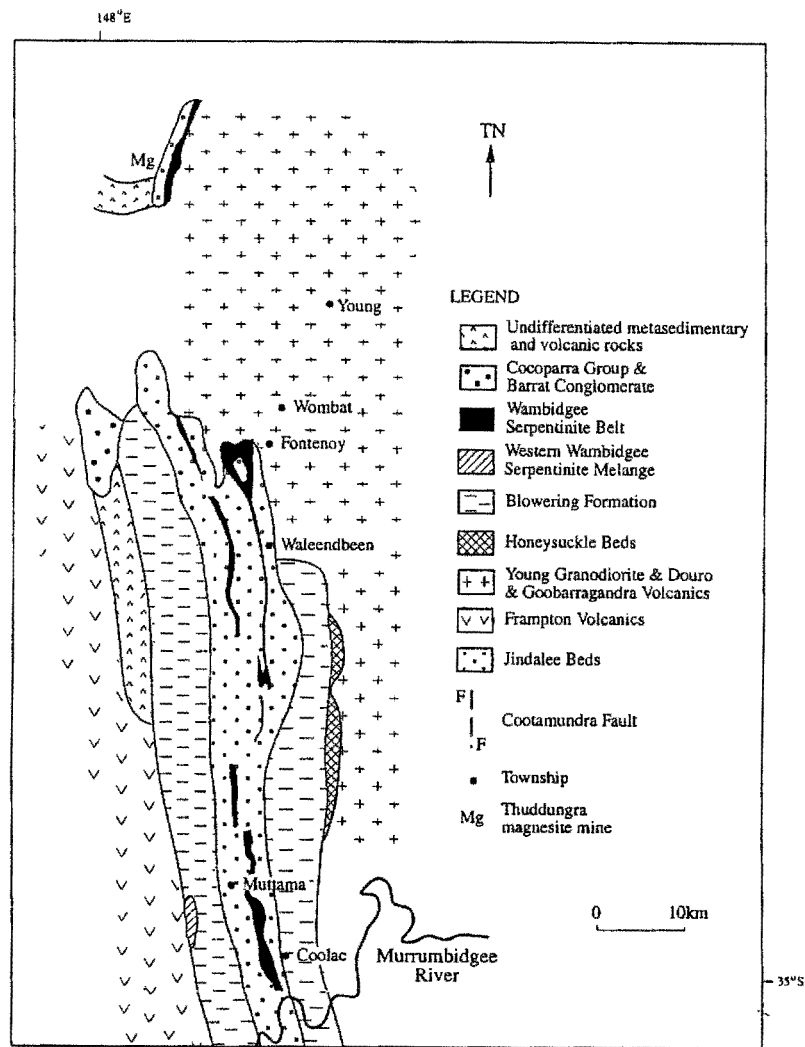 148°E
Mg
TN
Young
Wombat
Fontenoy
Waleendbeen
Muttama
Coolac
Murrumbidgee
River
35°S
LEGEND
Undifferentiated metasedimentary
and volcanic rocks
Cocoparra Group &
Barrat Conglomerate
Wambidgee
Serpentinite Belt
Western Wambidgee
Serpentinite Melange
Blowering Formation
Honeysuckle Beds
Young Granodiorite & Douro
& Goobarragandra Volcanics
Frampton Volcanics
Jindalee Beds
F
F
Cootamundra Fault
Township
Mg Thuddungra
magnesite mine
0 10km